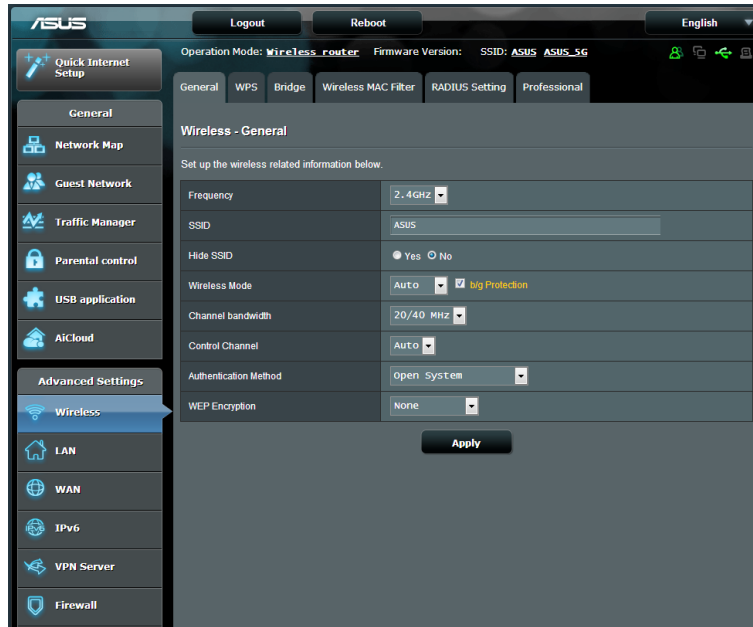 ASUS
Logout
Reboot
English
Quick Internet
Setup
Operation Mode: Wireless router Firmware Version: SSID: ASUS ASUS_5G
General WPS Bridge Wireless MAC Filter RADIUS Setting Professional
General
Network Map
Guest Network
Traffic Manager
Parental control
USB application
AiCloud
Advanced Settings
Wireless
LAN
WAN
IPv6
VPN Server
Firewall
Wireless - General
Set up the wireless related information below.
Frequency 2.4GHz
SSID ASUS
Hide SSID Yes No
Wireless Mode Auto b/g Protection
Channel bandwidth 20/40 MHz
Control Channel Auto
Authentication Method Open System
WEP Encryption None
Apply